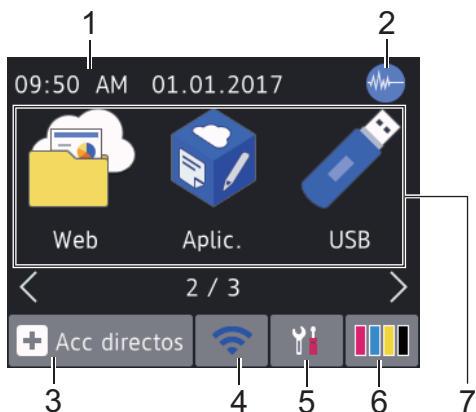 1 2
09:50 AM 01.01.2017
Web Aplic. USB
< 2 / 3 >
Acc directos
3 4 5 6 7